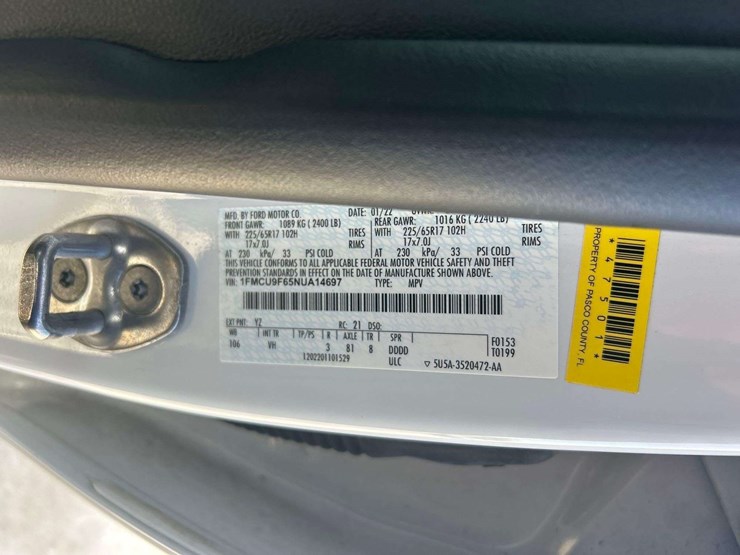 MFD. BY FORD MOTOR CO. DATE: 01/22
FRONT GAWR: 1089 KG ( 2400 LB) REAR GAWR: 1016 KG ( 2240 LB)
WITH 225/65R17 102H TIRES WITH 225/65R17 102H TIRES
17x7.0J RIMS 17x7.0J RIMS
AT 230 kPa/ 33 PSI COLD AT 230 kPa/ 33 PSI COLD
THIS VEHICLE CONFORMS TO ALL APPLICABLE FEDERAL MOTOR VEHICLE SAFETY AND THEFT
PREVENTION STANDARDS IN EFFECT ON THE DATE OF MANUFACTURE SHOWN ABOVE.
VIN: 1FMCU9F65NUA14697 TYPE: MPV
EXT PNT: YZ RC: 21 DSO:
WB INT TR TP/PS R AXLE TR SPR
106 VH 3 81 8 DDDD
1202201101529 ULC
F0153
T0199
5USA-3520472-AA
*47501*
PROPERTY OF PASCO COUNTY, FL